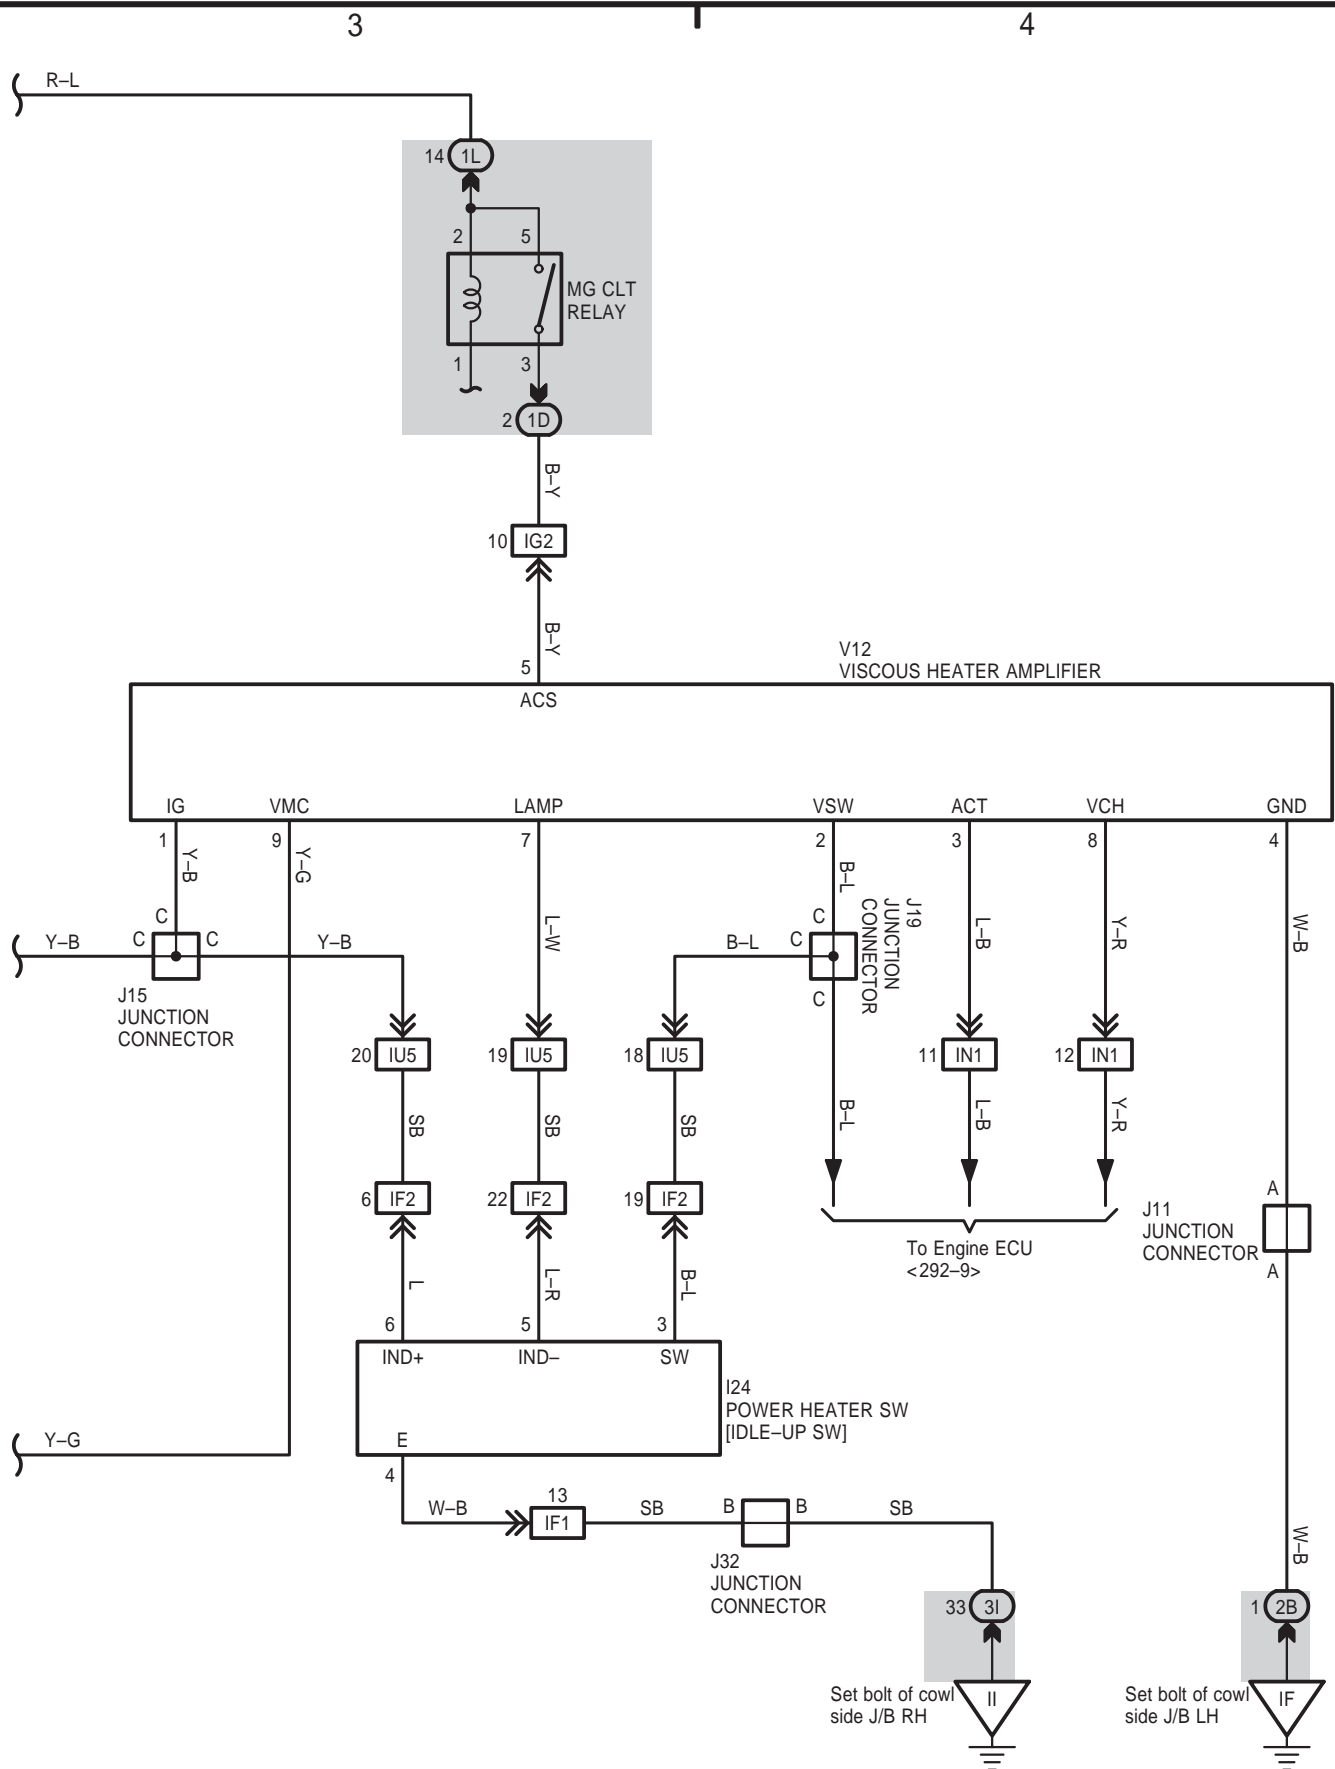 3
4
R–L
14
1L
2
5
MG CLT
RELAY
1
3
2
1D
B–Y
10
IG2
B–Y
V12
VISCOUS HEATER AMPLIFIER
5
ACS
IG
VMC
LAMP
VSW
ACT
VCH
GND
1
9
7
2
3
8
4
Y–B
Y–G
B–L
L–W
L–B
Y–R
W–B
J19
JUNCTION
CONNECTOR
C
C
Y–B
C
C
Y–B
B–L
C
C
J15
JUNCTION
CONNECTOR
20
IU5
19
IU5
18
IU5
11
IN1
12
IN1
SB
SB
SB
B–L
L–B
Y–R
6
IF2
22
IF2
19
IF2
A
J11
JUNCTION
CONNECTOR
A
To Engine ECU
<292–9>
L
L–R
B–L
6
5
3
IND+
IND–
SW
I24
POWER HEATER SW
[IDLE–UP SW]
E
Y–G
4
W–B
13
IF1
SB
B
B
SB
J32
JUNCTION
CONNECTOR
W–B
33
3I
1
2B
Set bolt of cowl
side J/B RH
II
Set bolt of cowl
side J/B LH
IF